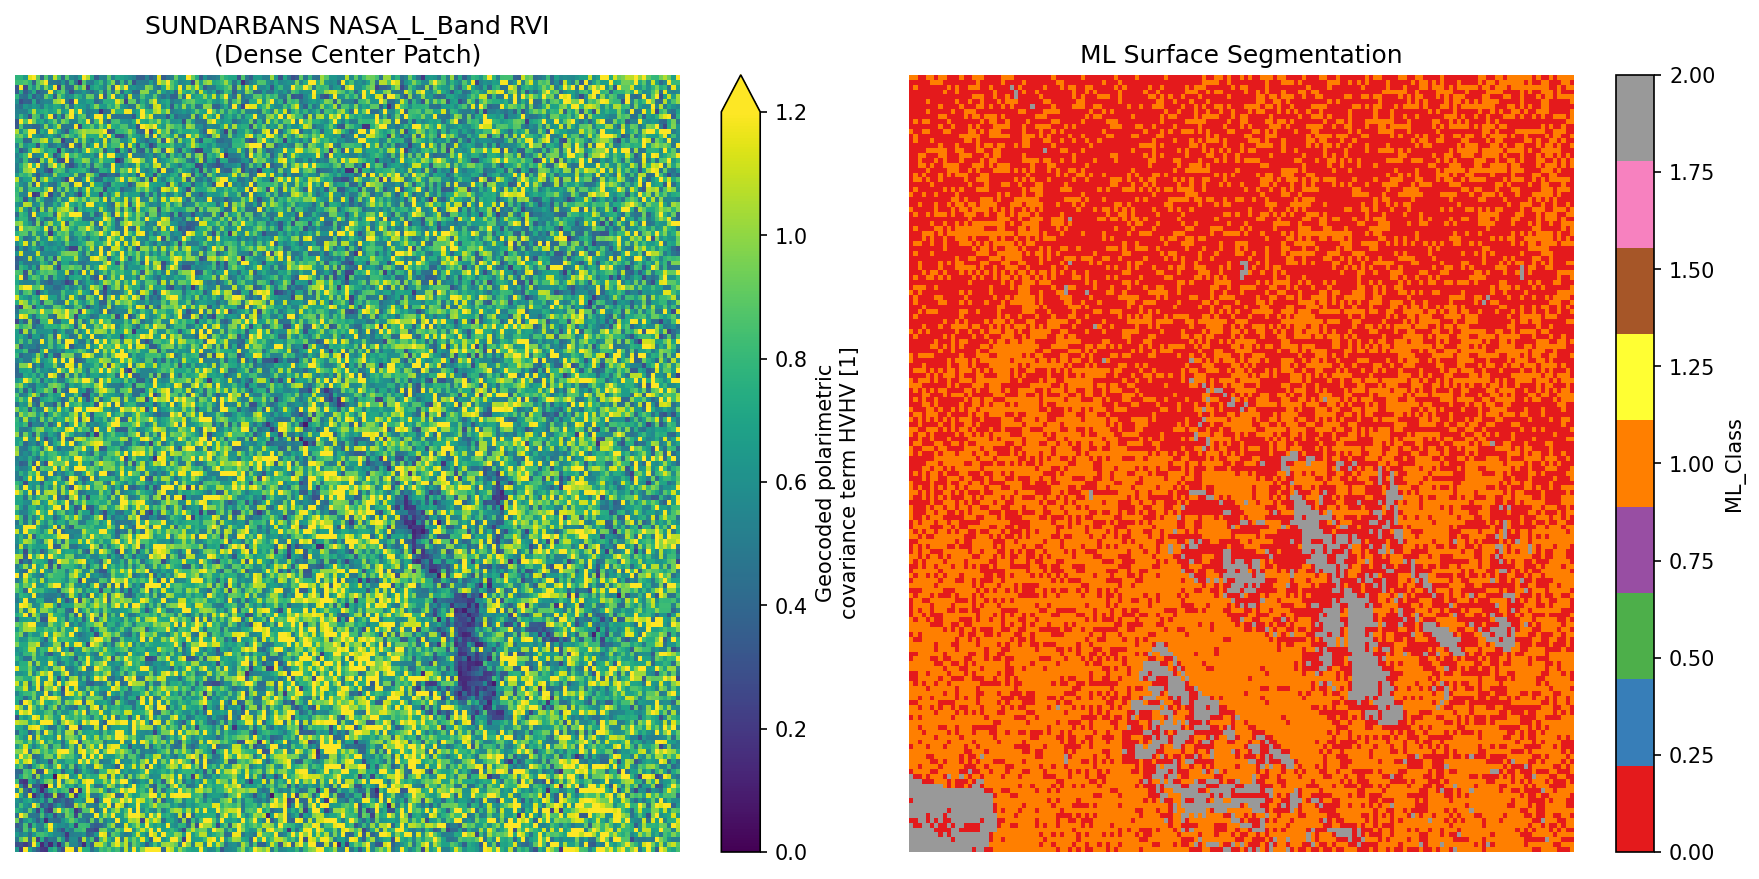 SUNDARBANS NASA_L_Band RVI
(Dense Center Patch)
1.2
1.0
0.8
0.6
0.4
0.2
0.0
Geocoded polarimetric
covariance term HVHV [1]
ML Surface Segmentation
2.00
1.75
1.50
1.25
1.00
0.75
0.50
0.25
0.00
ML_Class